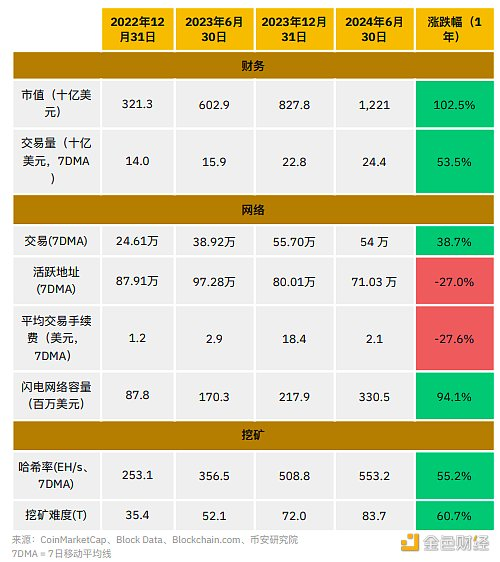 2022年12月31日 2023年6月30日 2023年12月31日 2024年6月30日 涨跌幅（1年）
财务
市值（十亿美元） 321.3 602.9 827.8 1,221 102.5%
交易量（十亿美元，7DMA） 14.0 15.9 22.8 24.4 53.5%
网络
交易(7DMA) 24.61万 38.92万 55.70万 54 万 38.7%
活跃地址(7DMA) 87.91万 97.28万 80.01 万 71.03 万 -27.0%
平均交易手续费（美元，7DMA） 1.2 2.9 18.4 2.1 -27.6%
闪电网络容量（百万美元） 87.8 170.3 217.9 330.5 94.1%
挖矿
哈希率(EH/s、7DMA) 253.1 356.5 508.8 553.2 55.2%
挖矿难度(T) 35.4 52.1 72.0 83.7 60.7%
来源：CoinMarketCap、Block Data、Blockchain.com、币安研究院
7DMA = 7日移动平均线
金色财经